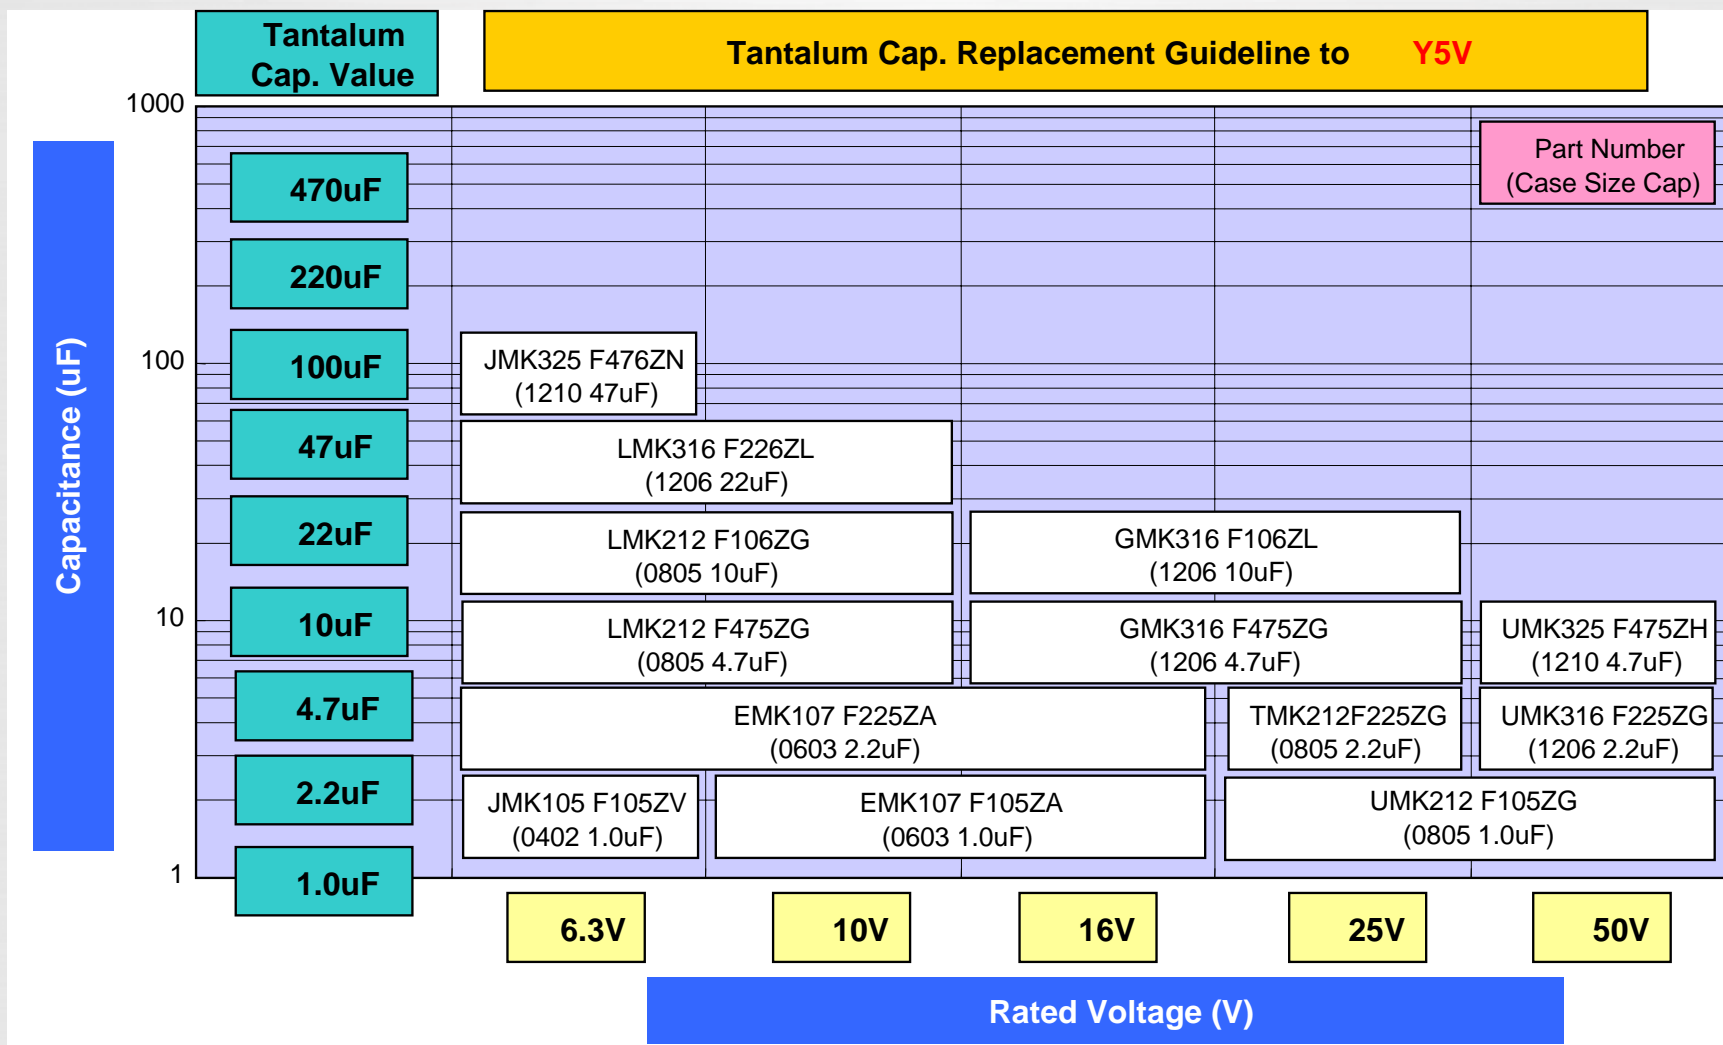 Tantalum
Cap. Value
Tantalum Cap. Replacement Guideline to Y5V
1000
Part Number
(Case Size Cap)
470uF
220uF
100
100uF
JMK325 F476ZN
(1210 47uF)
Capacitance (uF)
47uF
LMK316 F226ZL
(1206 22uF)
22uF
LMK212 F106ZG
(0805 10uF)
GMK316 F106ZL
(1206 10uF)
10
10uF
LMK212 F475ZG
(0805 4.7uF)
GMK316 F475ZG
(1206 4.7uF)
UMK325 F475ZH
(1210 4.7uF)
4.7uF
EMK107 F225ZA
(0603 2.2uF)
TMK212F225ZG
(0805 2.2uF)
UMK316 F225ZG
(1206 2.2uF)
2.2uF
JMK105 F105ZV
(0402 1.0uF)
EMK107 F105ZA
(0603 1.0uF)
UMK212 F105ZG
(0805 1.0uF)
1
1.0uF
6.3V
10V
16V
25V
50V
Rated Voltage (V)